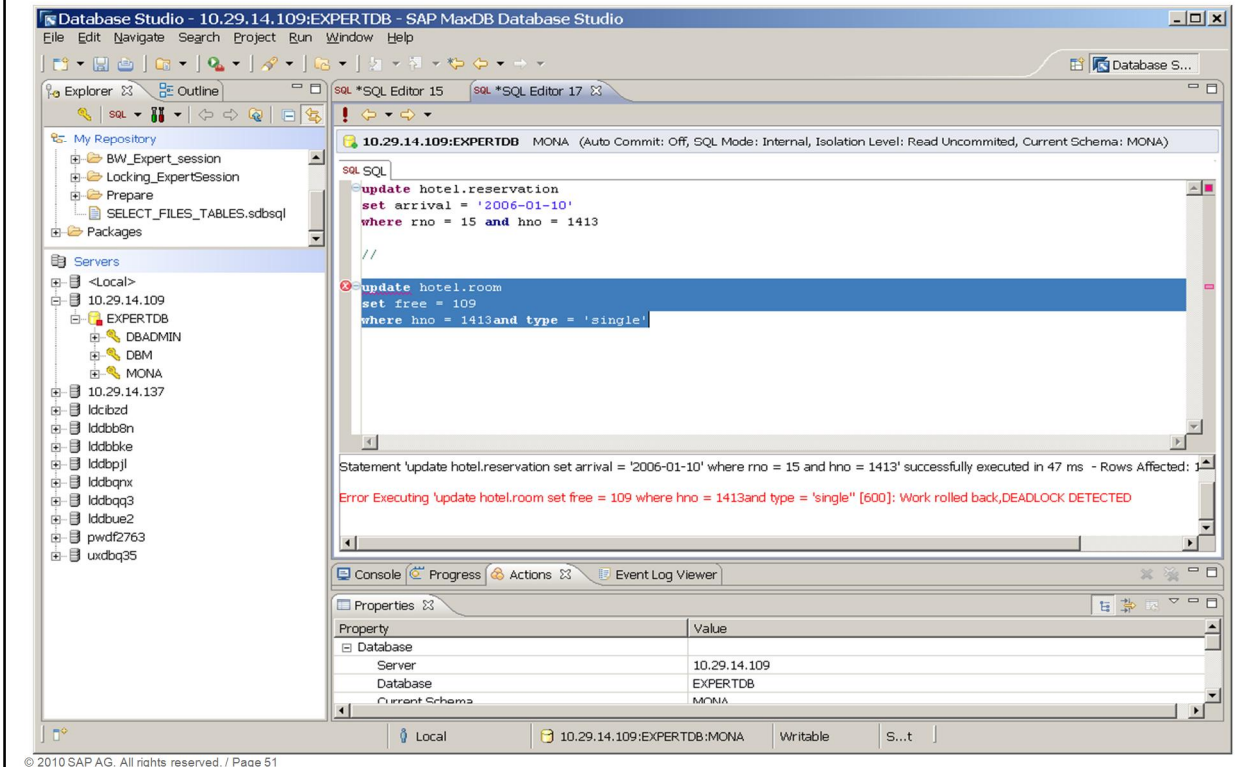 Database Studio - 10.29.14.109:EXPERTDB - SAP MaxDB Database Studio
File Edit Navigate Search Project Run Window Help
Database S...
Explorer Outline
SQL
My Repository
BW_Expert_session
Locking_ExpertSession
Prepare
SELECT_FILES_TABLES.sdbsql
Packages
Servers
<Local>
10.29.14.109
EXPERTDB
DBADMIN
DBM
MONA
10.29.14.137
ldcibzd
lddbb8n
lddbbke
lddbpjl
lddbqnx
lddbqq3
lddbue2
pwdf2763
uxdbq35
SQL *SQL Editor 15 SQL *SQL Editor 17
10.29.14.109:EXPERTDB MONA (Auto Commit: Off, SQL Mode: Internal, Isolation Level: Read Uncommited, Current Schema: MONA)
SQL SQL
update hotel.reservation
set arrival = '2006-01-10'
where rno = 15 and hno = 1413
//
update hotel.room
set free = 109
where hno = 1413and type = 'single'
Statement 'update hotel.reservation set arrival = '2006-01-10' where rno = 15 and hno = 1413' successfully executed in 47 ms - Rows Affected: 1
Error Executing 'update hotel.room set free = 109 where hno = 1413and type = 'single'' [600]: Work rolled back,DEADLOCK DETECTED
Console Progress Actions Event Log Viewer
Properties
Property Value
Database
Server 10.29.14.109
Database EXPERTDB
Current Schema MONA
Local 10.29.14.109:EXPERTDB:MONA Writable S...t
© 2010 SAP AG. All rights reserved. / Page 51